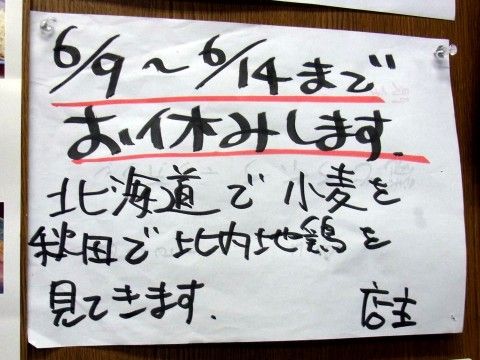 6/9～6/14まで
お休みします.
北海道で小麦を
秋田で比内地鶏を
見てきます.
店主